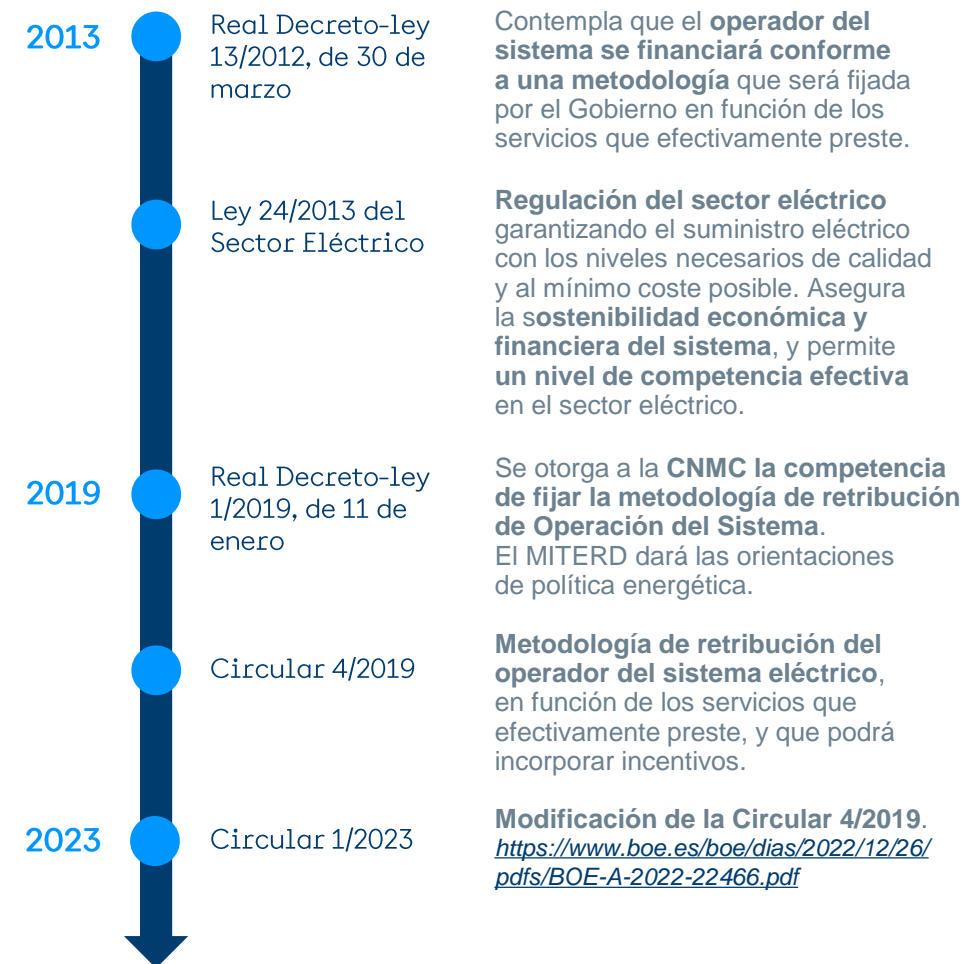 2013
Real Decreto-ley
13/2012, de 30 de
marzo
Contempla que el operador del
sistema se financiará conforme
a una metodología que será fijada
por el Gobierno en función de los
servicios que efectivamente preste.
Ley 24/2013 del
Sector Eléctrico
Regulación del sector eléctrico
garantizando el suministro eléctrico
con los niveles necesarios de calidad
y al mínimo coste posible. Asegura
la sostenibilidad económica y
financiera del sistema, y permite
un nivel de competencia efectiva
en el sector eléctrico.
2019
Real Decreto-ley
1/2019, de 11 de
enero
Se otorga a la CNMC la competencia
de fijar la metodología de retribución
de Operación del Sistema.
El MITERD dará las orientaciones
de política energética.
Circular 4/2019
Metodología de retribución del
operador del sistema eléctrico,
en función de los servicios que
efectivamente preste, y que podrá
incorporar incentivos.
2023
Circular 1/2023
Modificación de la Circular 4/2019.
https://www.boe.es/boe/dias/2022/12/26/
pdfs/BOE-A-2022-22466.pdf